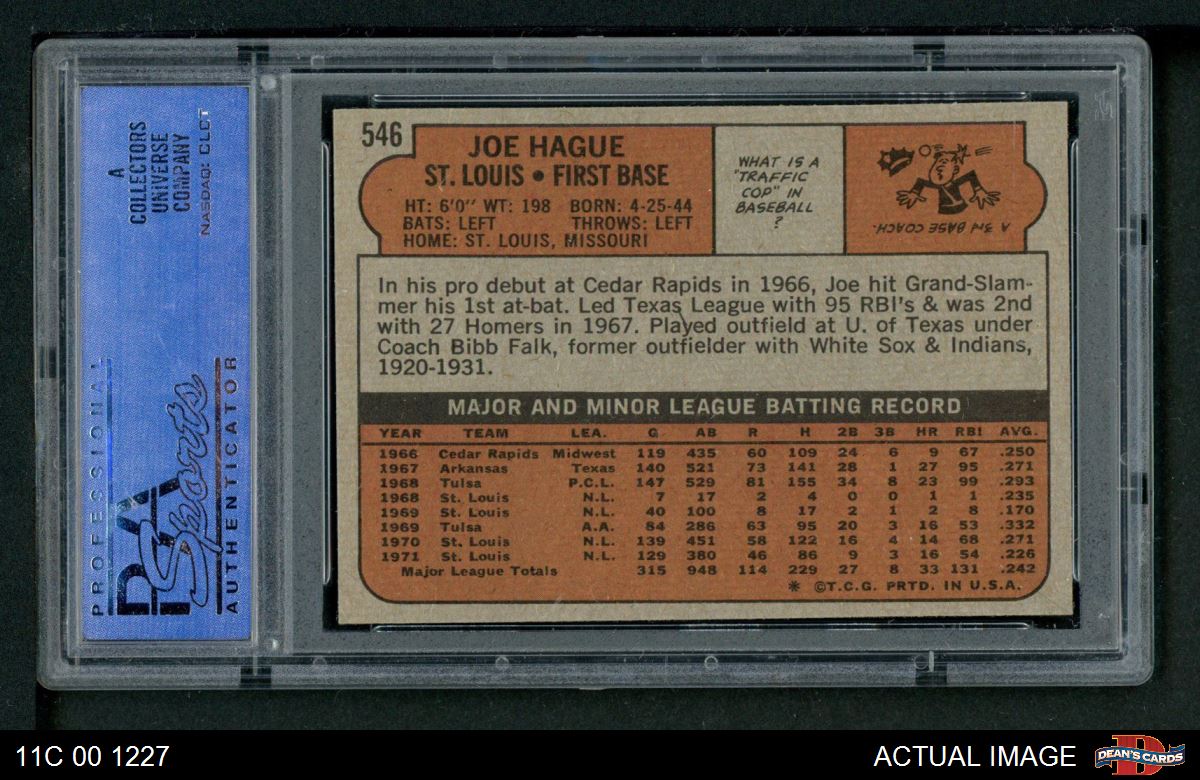 A
COLLECTORS
UNIVERSE
COMPANY
NASDAQ: CLCT
PROFESSIONAL
PSA
Sports
AUTHENTICATOR
546
JOE HAGUE
ST. LOUIS • FIRST BASE
HT: 6'0" WT: 198 BORN: 4-25-44
BATS: LEFT THROWS: LEFT
HOME: ST. LOUIS, MISSOURI
WHAT IS A
"TRAFFIC
COP" IN
BASEBALL
?
A 3RD BASE COACH.
In his pro debut at Cedar Rapids in 1966, Joe hit Grand-Slam-
mer his 1st at-bat. Led Texas League with 95 RBI's & was 2nd
with 27 Homers in 1967. Played outfield at U. of Texas under
Coach Bibb Falk, former outfielder with White Sox & Indians,
1920-1931.
MAJOR AND MINOR LEAGUE BATTING RECORD
YEAR TEAM LEA. G AB R H 2B 3B HR RBI AVG.
1966 Cedar Rapids Midwest 119 435 60 109 24 6 9 67 .250
1967 Arkansas Texas 140 521 73 141 28 1 27 95 .271
1968 Tulsa P.C.L. 147 529 81 155 34 8 23 99 .293
1968 St. Louis N.L. 7 17 2 4 0 0 1 1 .235
1969 St. Louis N.L. 40 100 8 17 2 1 2 8 .170
1969 Tulsa A.A. 84 286 63 95 20 3 16 53 .332
1970 St. Louis N.L. 139 451 58 122 16 4 14 68 .271
1971 St. Louis N.L. 129 380 46 86 9 3 16 54 .226
Major League Totals 315 948 114 229 27 8 33 131 .242
* ©T.C.G. PRTD. IN U.S.A.
11C 00 1227
ACTUAL IMAGE
DEAN'S CARDS